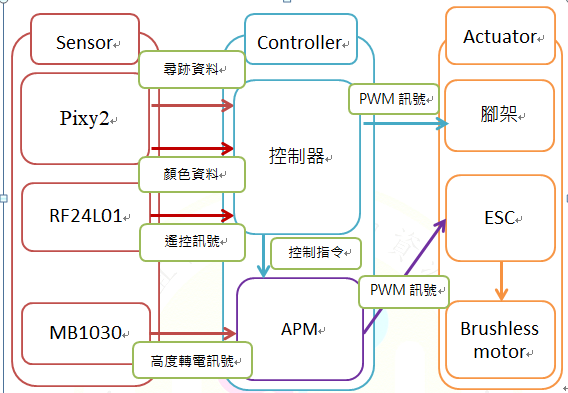 Sensor
Controller
Actuator
尋跡資料
Pixy2
PWM 訊號
腳架
控制器
顏色資料
RF24L01
ESC
遙控訊號
控制指令
PWM 訊號
MB1030
APM
Brushless
motor
高度轉電訊號